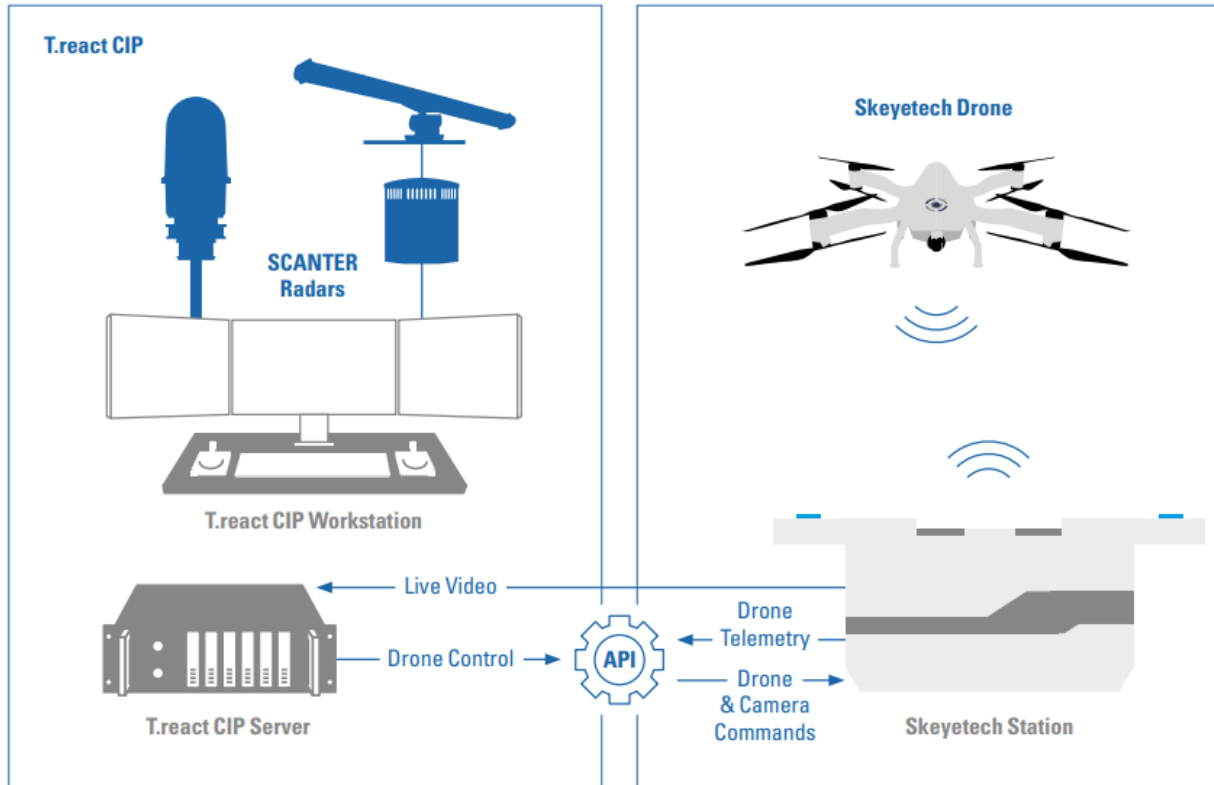 T.react CIP
SCANTER
Radars
T.react CIP Workstation
Live Video
Drone Control
T.react CIP Server
API
Skeyetech Drone
Drone
Telemetry
Drone
& Camera
Commands
Skeyetech Station